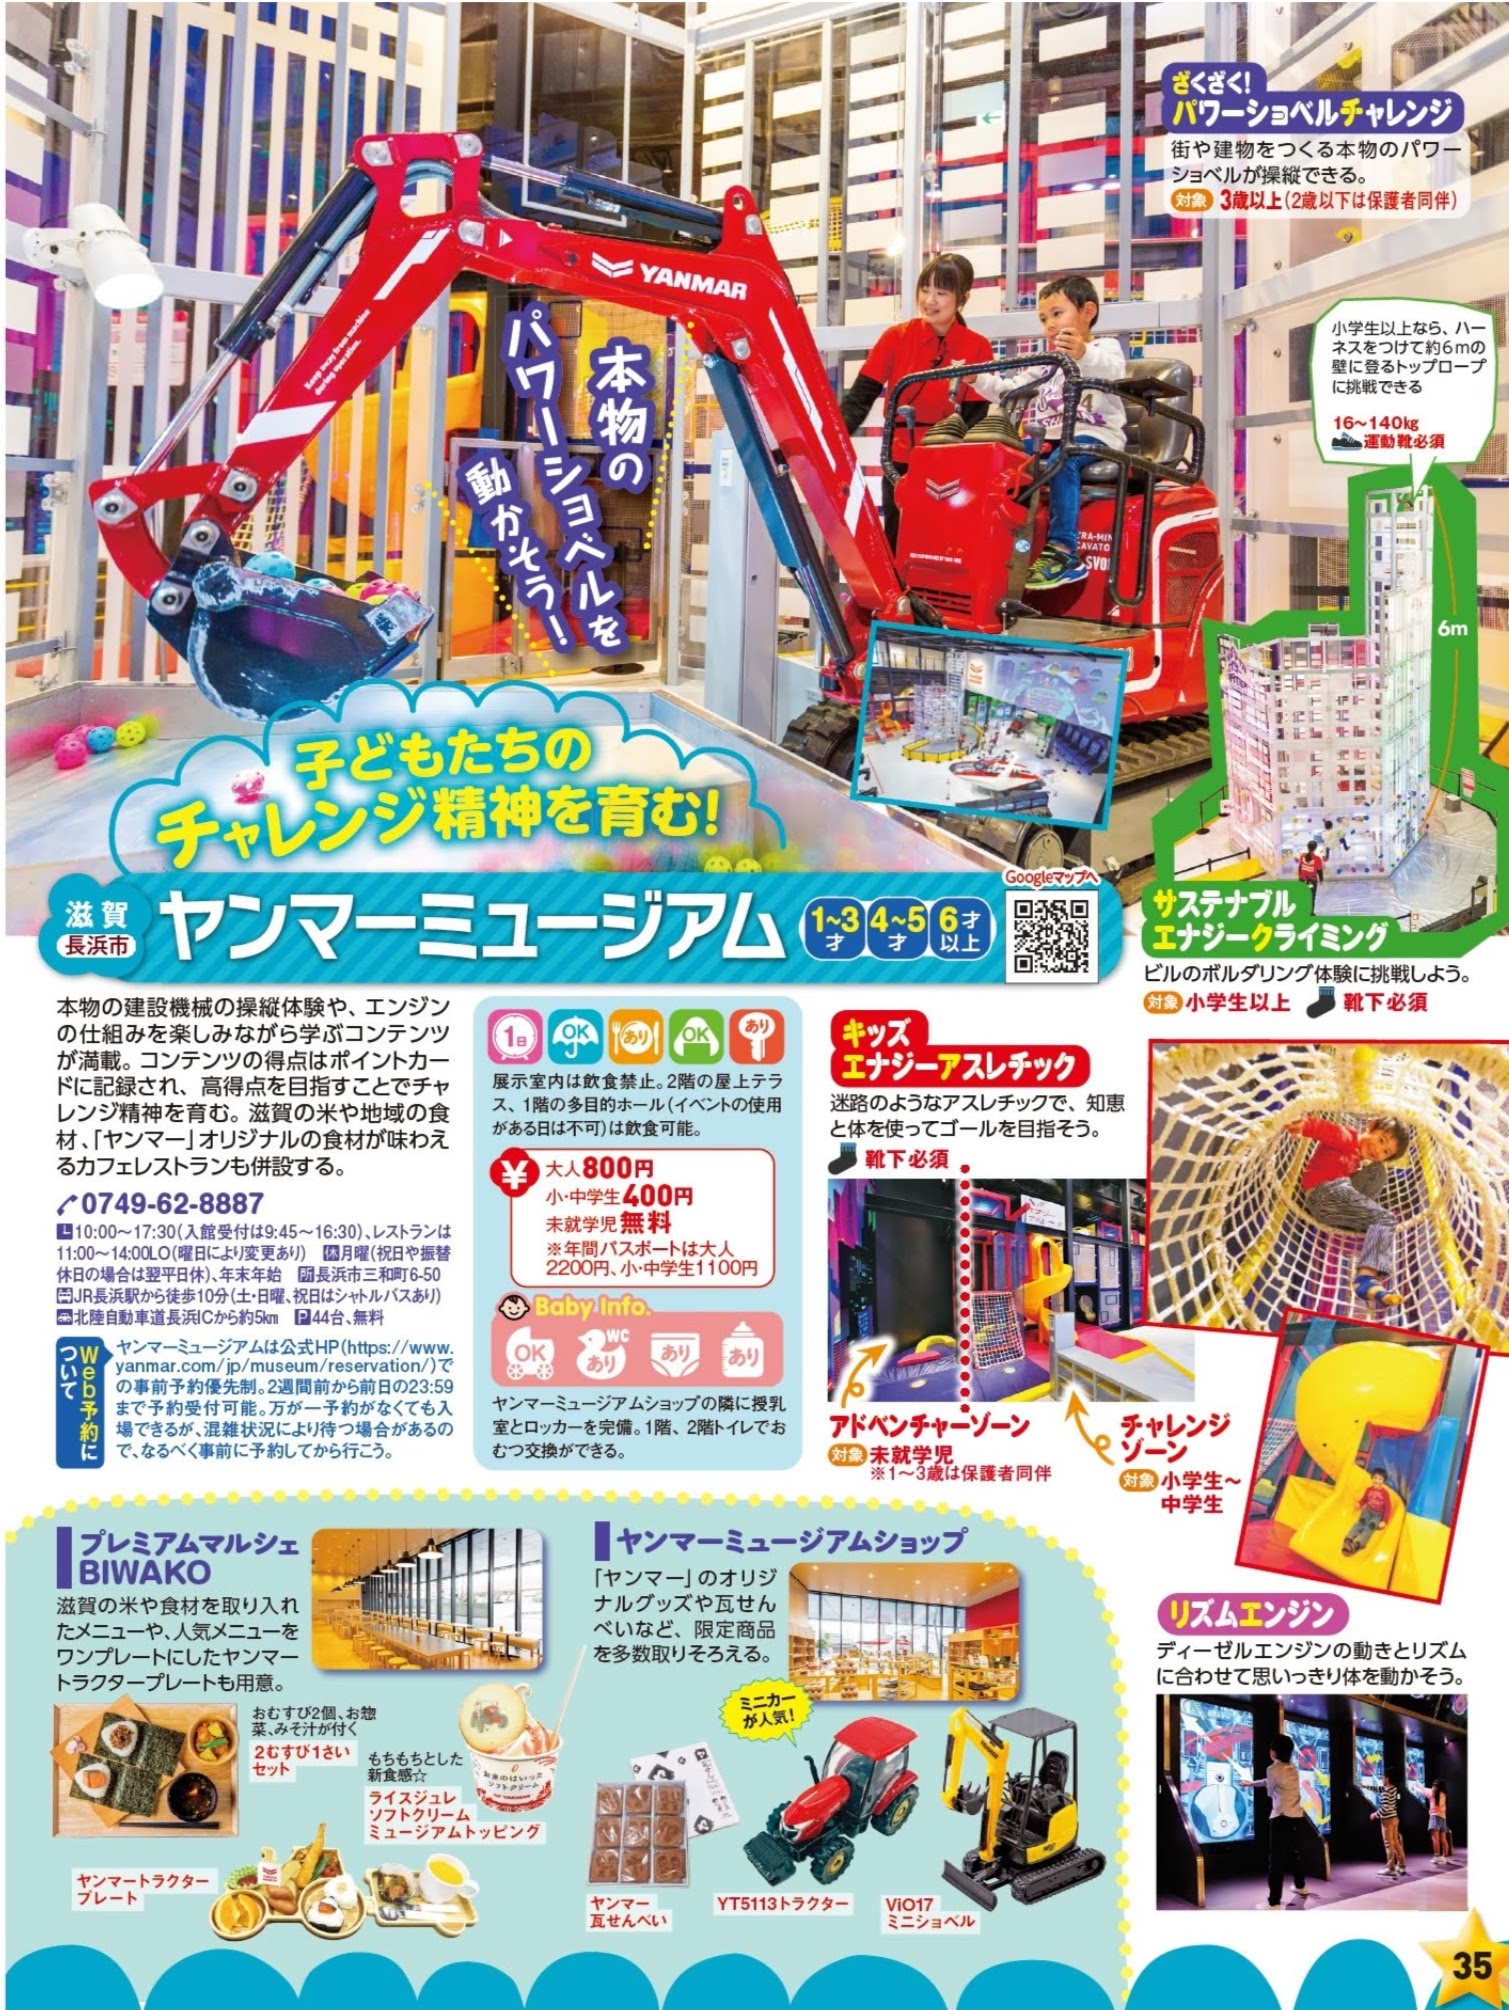 ざくざく!
パワーショベルチャレンジ
街や建物をつくる本物のパワー
ショベルが操縦できる。
対象 3歳以上(2歳以下は保護者同伴)
YANMAR
Keep away from machine
during operation.
本物の
パワーショベルを
動かそう!
小学生以上なら、ハー
ネスをつけて約6mの
壁に登るトップロープ
に挑戦できる
16〜140kg
運動靴必須
6m
子どもたちの
チャレンジ精神を育む!
滋賀
長浜市
ヤンマーミュージアム
1~3才
4~5才
6才以上
Googleマップへ
サステナブル
エナジークライミング
ビルのボルダリング体験に挑戦しよう。
対象 小学生以上 靴下必須
本物の建設機械の操縦体験や、エンジン
の仕組みを楽しみながら学ぶコンテンツ
が満載。コンテンツの得点はポイントカー
ドに記録され、高得点を目指すことでチャ
レンジ精神を育む。滋賀の米や地域の食
材、「ヤンマー」オリジナルの食材が味わえ
るカフェレストランも併設する。
0749-62-8887
10:00〜17:30(入館受付は9:45〜16:30)、レストランは
11:00〜14:00LO(曜日により変更あり) 休月曜(祝日や振替
休日の場合は翌平日休)、年末年始 所長浜市三和町6-50
JR長浜駅から徒歩10分(土・日曜、祝日はシャトルバスあり)
北陸自動車道長浜ICから約5km P44台、無料
Web予約に
ついて
ヤンマーミュージアムは公式HP(https://www.
yanmar.com/jp/museum/reservation/)で
の事前予約優先制。2週間前から前日の23:59
まで予約受付可能。万が一予約がなくても入
場できるが、混雑状況により待つ場合があるの
で、なるべく事前に予約してから行こう。
1日 OK あり OK あり
展示室内は飲食禁止。2階の屋上テラ
ス、1階の多目的ホール(イベントの使用
がある日は不可)は飲食可能。
¥ 大人800円
小・中学生400円
未就学児無料
※年間パスポートは大人
2200円、小・中学生1100円
Baby Info.
OK WCあり あり あり
ヤンマーミュージアムショップの隣に授乳
室とロッカーを完備。1階、2階トイレでお
むつ交換ができる。
キッズ
エナジーアスレチック
迷路のようなアスレチックで、知恵
と体を使ってゴールを目指そう。
靴下必須
アドベンチャーゾーン
対象 未就学児
※1〜3歳は保護者同伴
チャレンジ
ゾーン
対象 小学生〜
中学生
リズムエンジン
ディーゼルエンジンの動きとリズム
に合わせて思いっきり体を動かそう。
プレミアムマルシェ
BIWAKO
滋賀の米や食材を取り入れ
たメニューや、人気メニューを
ワンプレートにしたヤンマー
トラクタープレートも用意。
おむすび2個、お惣
菜、みそ汁が付く
2むすび1さい
セット
もちもちとした
新食感☆
ライスジュレ
ソフトクリーム
ミュージアムトッピング
ヤンマートラクター
プレート
ヤンマーミュージアムショップ
「ヤンマー」のオリジ
ナルグッズや瓦せん
べいなど、限定商品
を多数取りそろえる。
ミニカー
が人気!
ヤンマー
瓦せんべい
YT5113トラクター
ViO17
ミニショベル
35